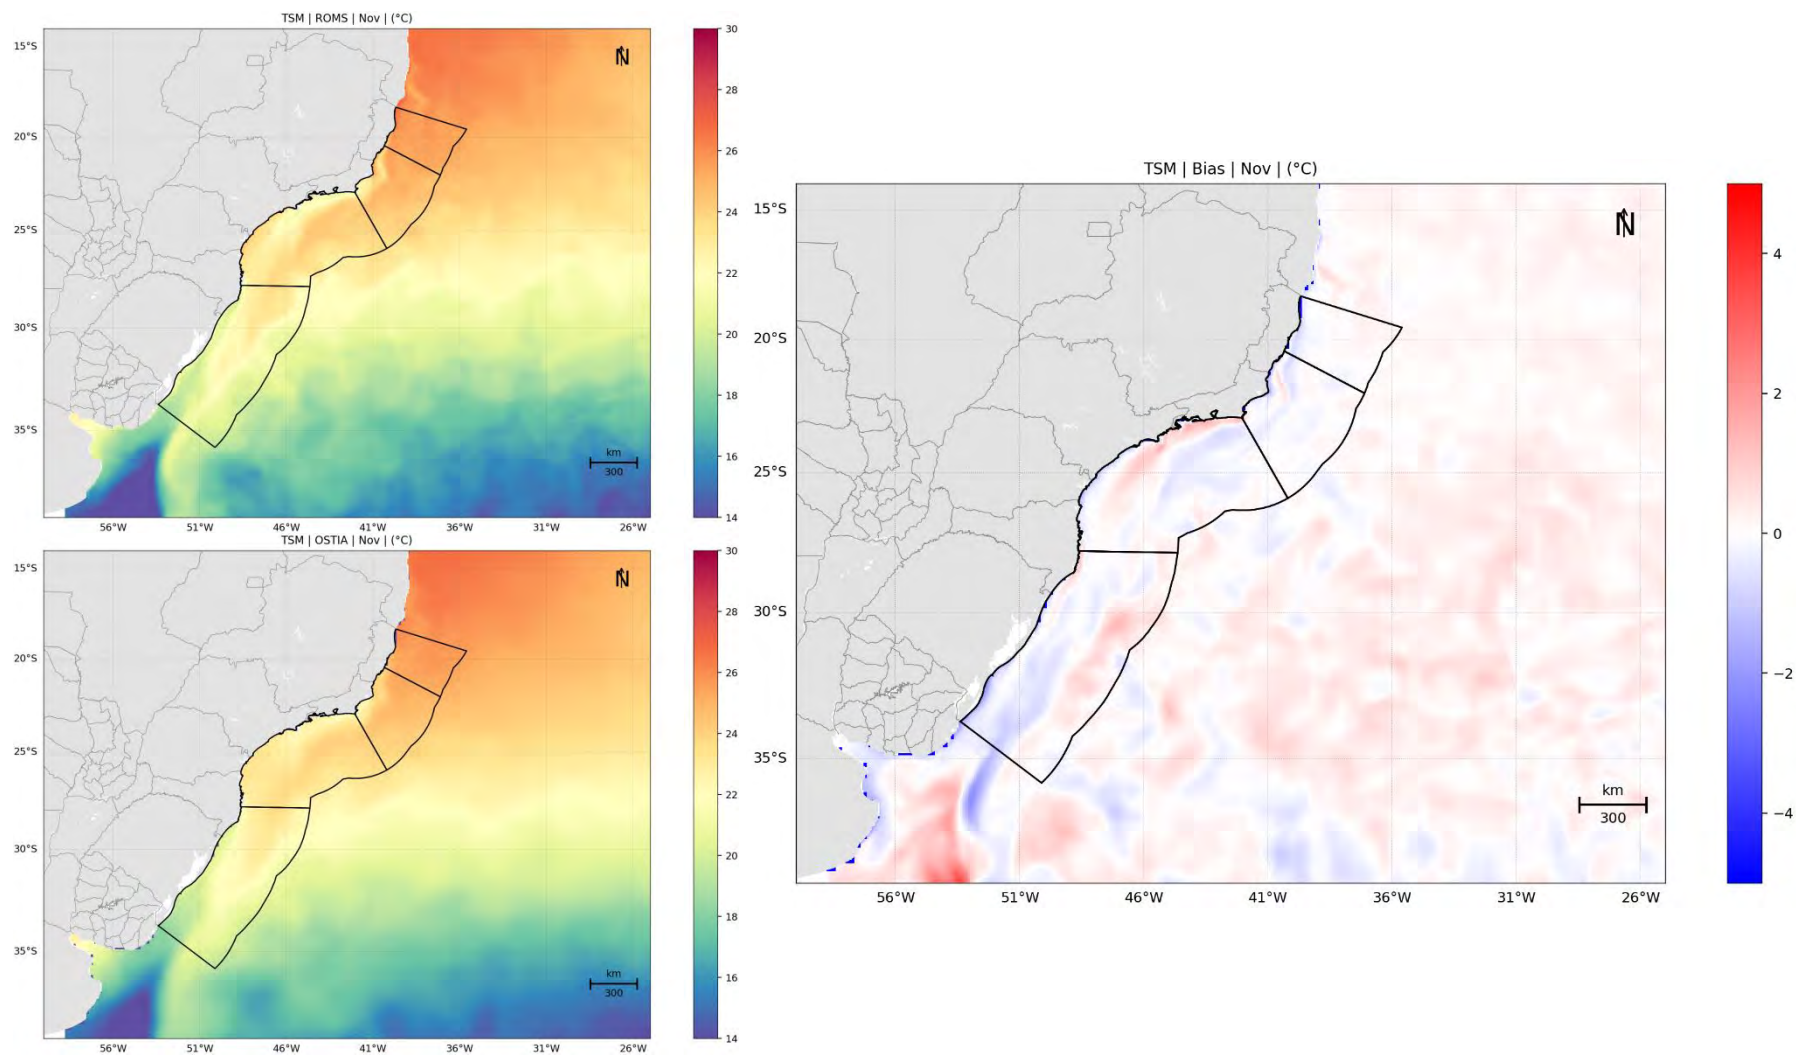 TSM | ROMS | Nov | (°C)
N
15°S
20°S
25°S
30°S
35°S
km
300
56°W
51°W
46°W
41°W
36°W
31°W
26°W
30
28
26
24
22
20
18
16
14
TSM | OSTIA | Nov | (°C)
N
15°S
20°S
25°S
30°S
35°S
km
300
56°W
51°W
46°W
41°W
36°W
31°W
26°W
30
28
26
24
22
20
18
16
14
TSM | Bias | Nov | (°C)
N
15°S
20°S
25°S
30°S
35°S
km
300
56°W
51°W
46°W
41°W
36°W
31°W
26°W
4
2
0
−2
−4